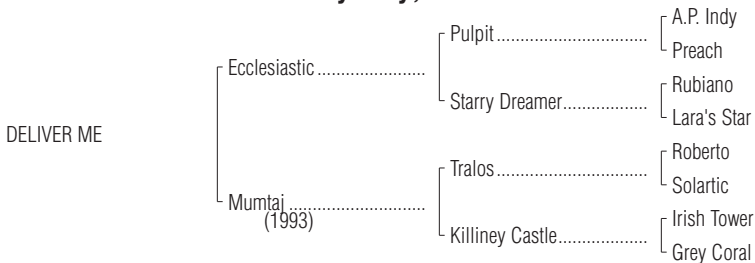 A.P. Indy
Pulpit
Preach
Ecclesiastic
Rubiano
Starry Dreamer
Lara's Star
DELIVER ME
Roberto
Tralos
Solartic
Mumtaj
(1993)
Irish Tower
Killiney Castle
Grey Coral